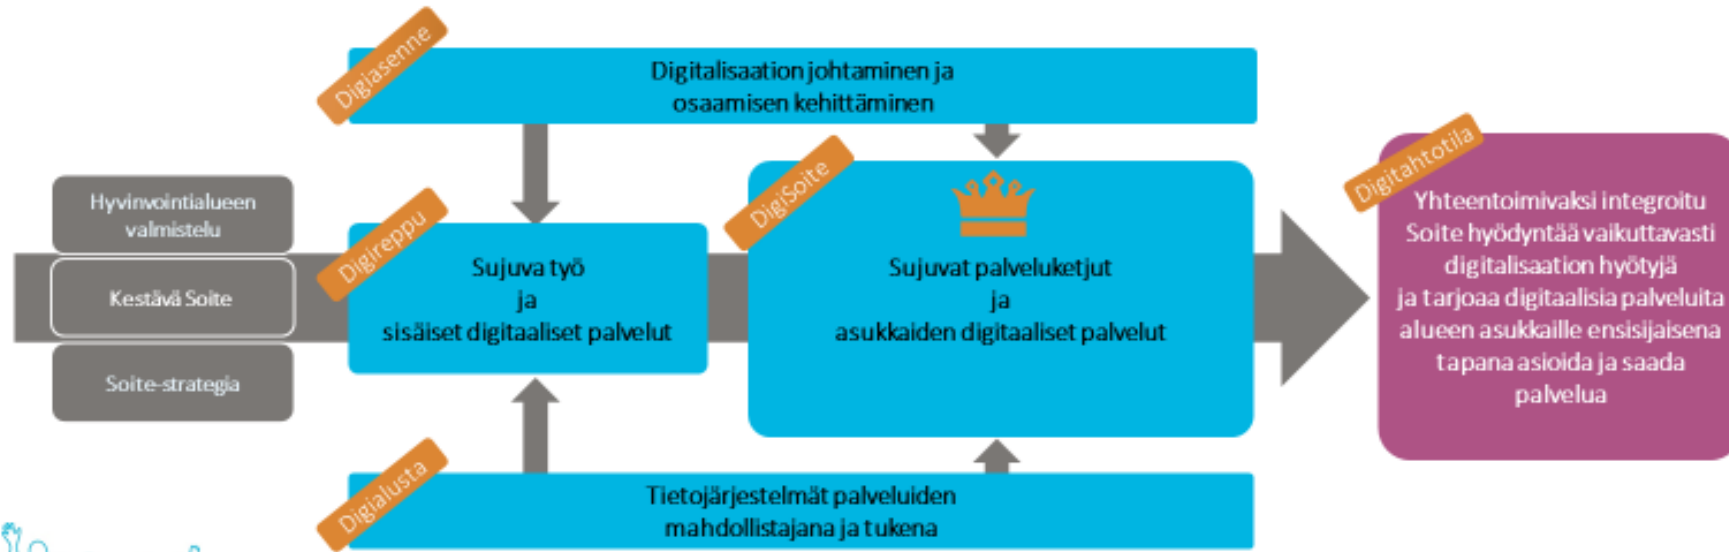 Digiasenne
Digitalisaation johtaminen ja
osaamisen kehittäminen
Hyvinvointialueen
valmistelu
Kestävä Soite
Soite-strategia
Digireppu
Sujuva työ
ja
sisäiset digitaaliset palvelut
DigiSoite
Sujuvat palveluketjut
ja
asukkaiden digitaaliset palvelut
Digitahtotila
Yhteentoimivaksi integroitu
Soite hyödyntää vaikuttavasti
digitalisaation hyötyjä
ja tarjoaa digitaalisia palveluita
alueen asukkaille ensisijaisena
tapana asioida ja saada
palvelua
Digialusta
Tietojärjestelmät palveluiden
mahdollistajana ja tukena